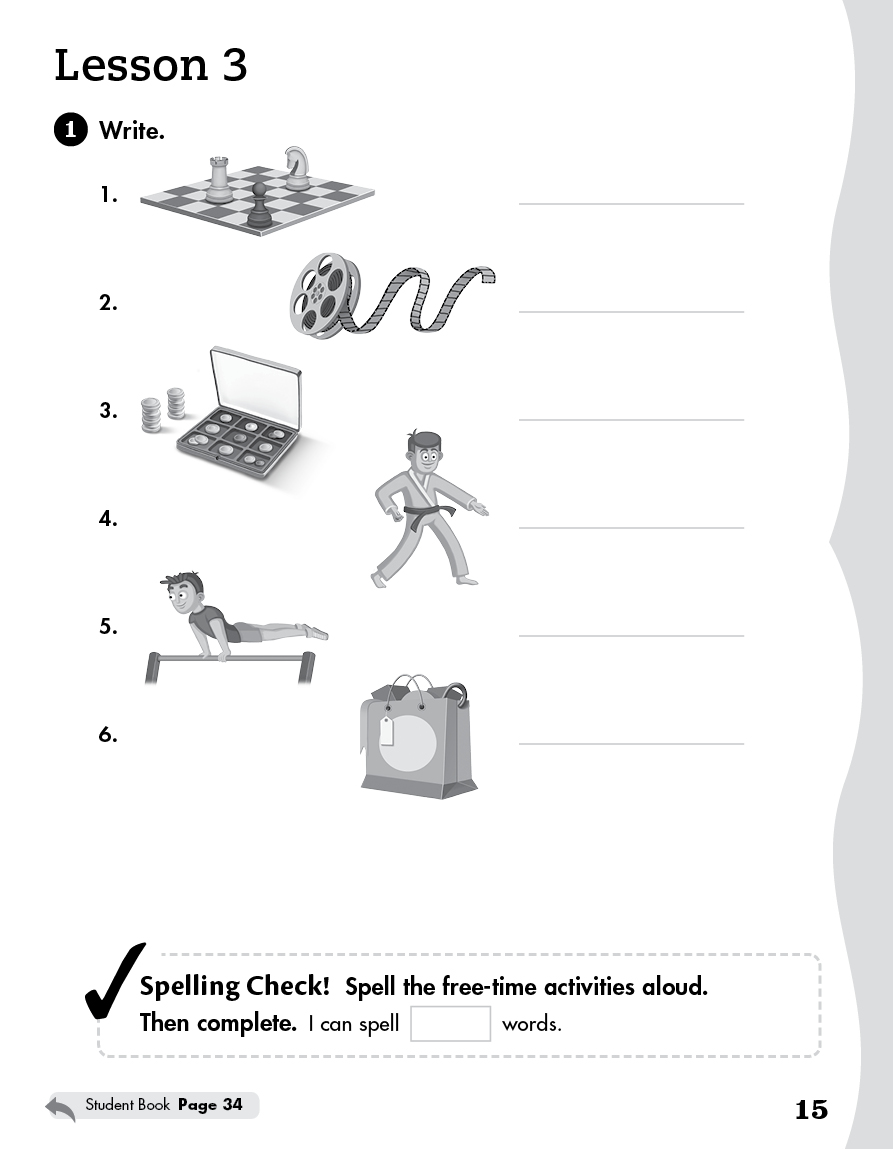 Lesson 3
1 Write.
1.
2.
3.
4.
5.
6.
Spelling Check! Spell the free-time activities aloud.
Then complete. I can spell words.
Student Book Page 34
15